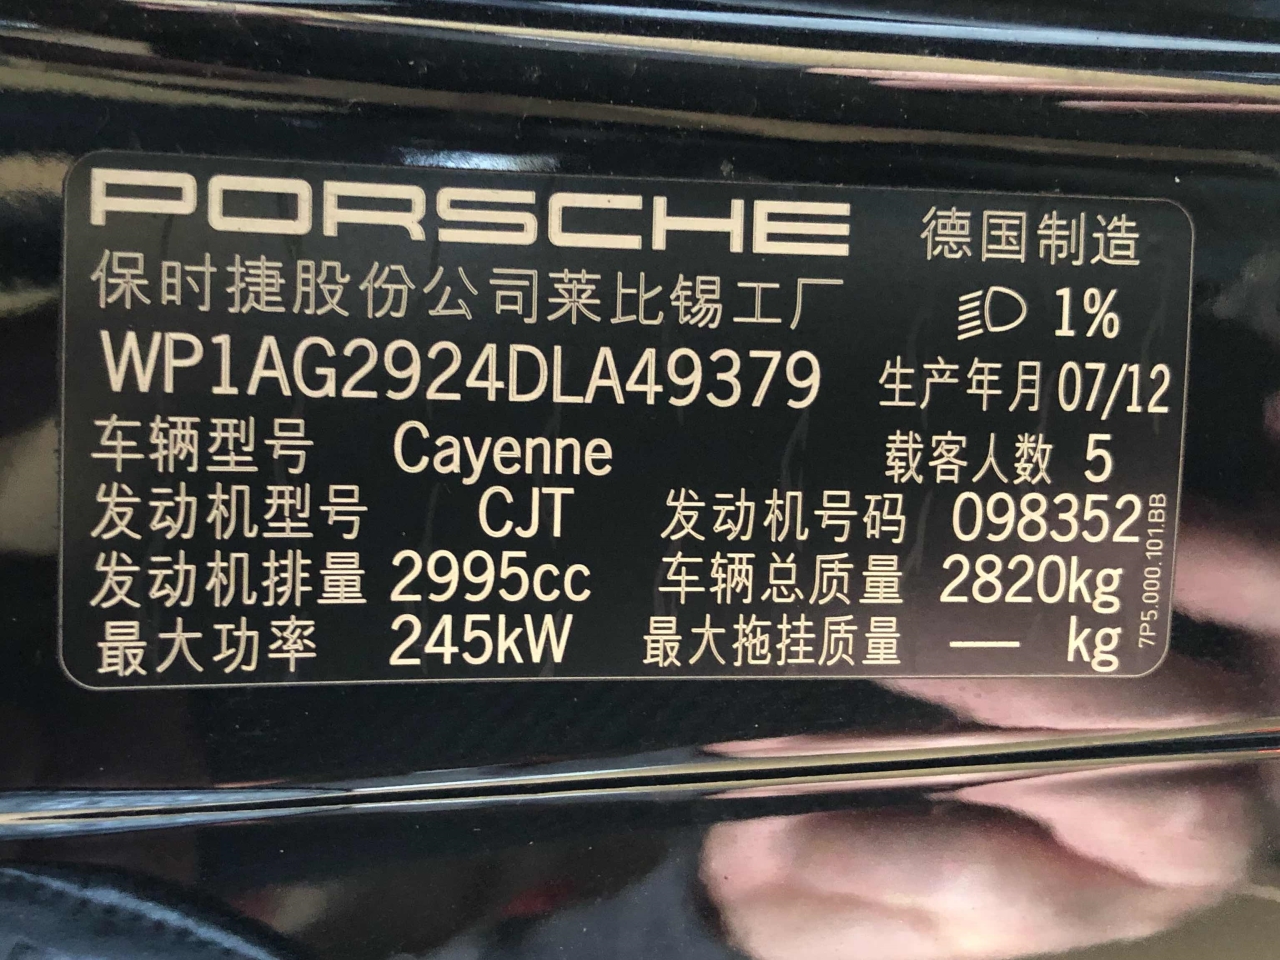 PORSCHE 德国制造
保时捷股份公司莱比锡工厂 1%
WP1AG2924DLA49379 生产年月 07/12
车辆型号 Cayenne 载客人数 5
发动机型号 CJT 发动机号码 098352
发动机排量 2995cc 车辆总质量 2820kg
最大功率 245kW 最大拖挂质量 — kg
7P5.000.101.BB